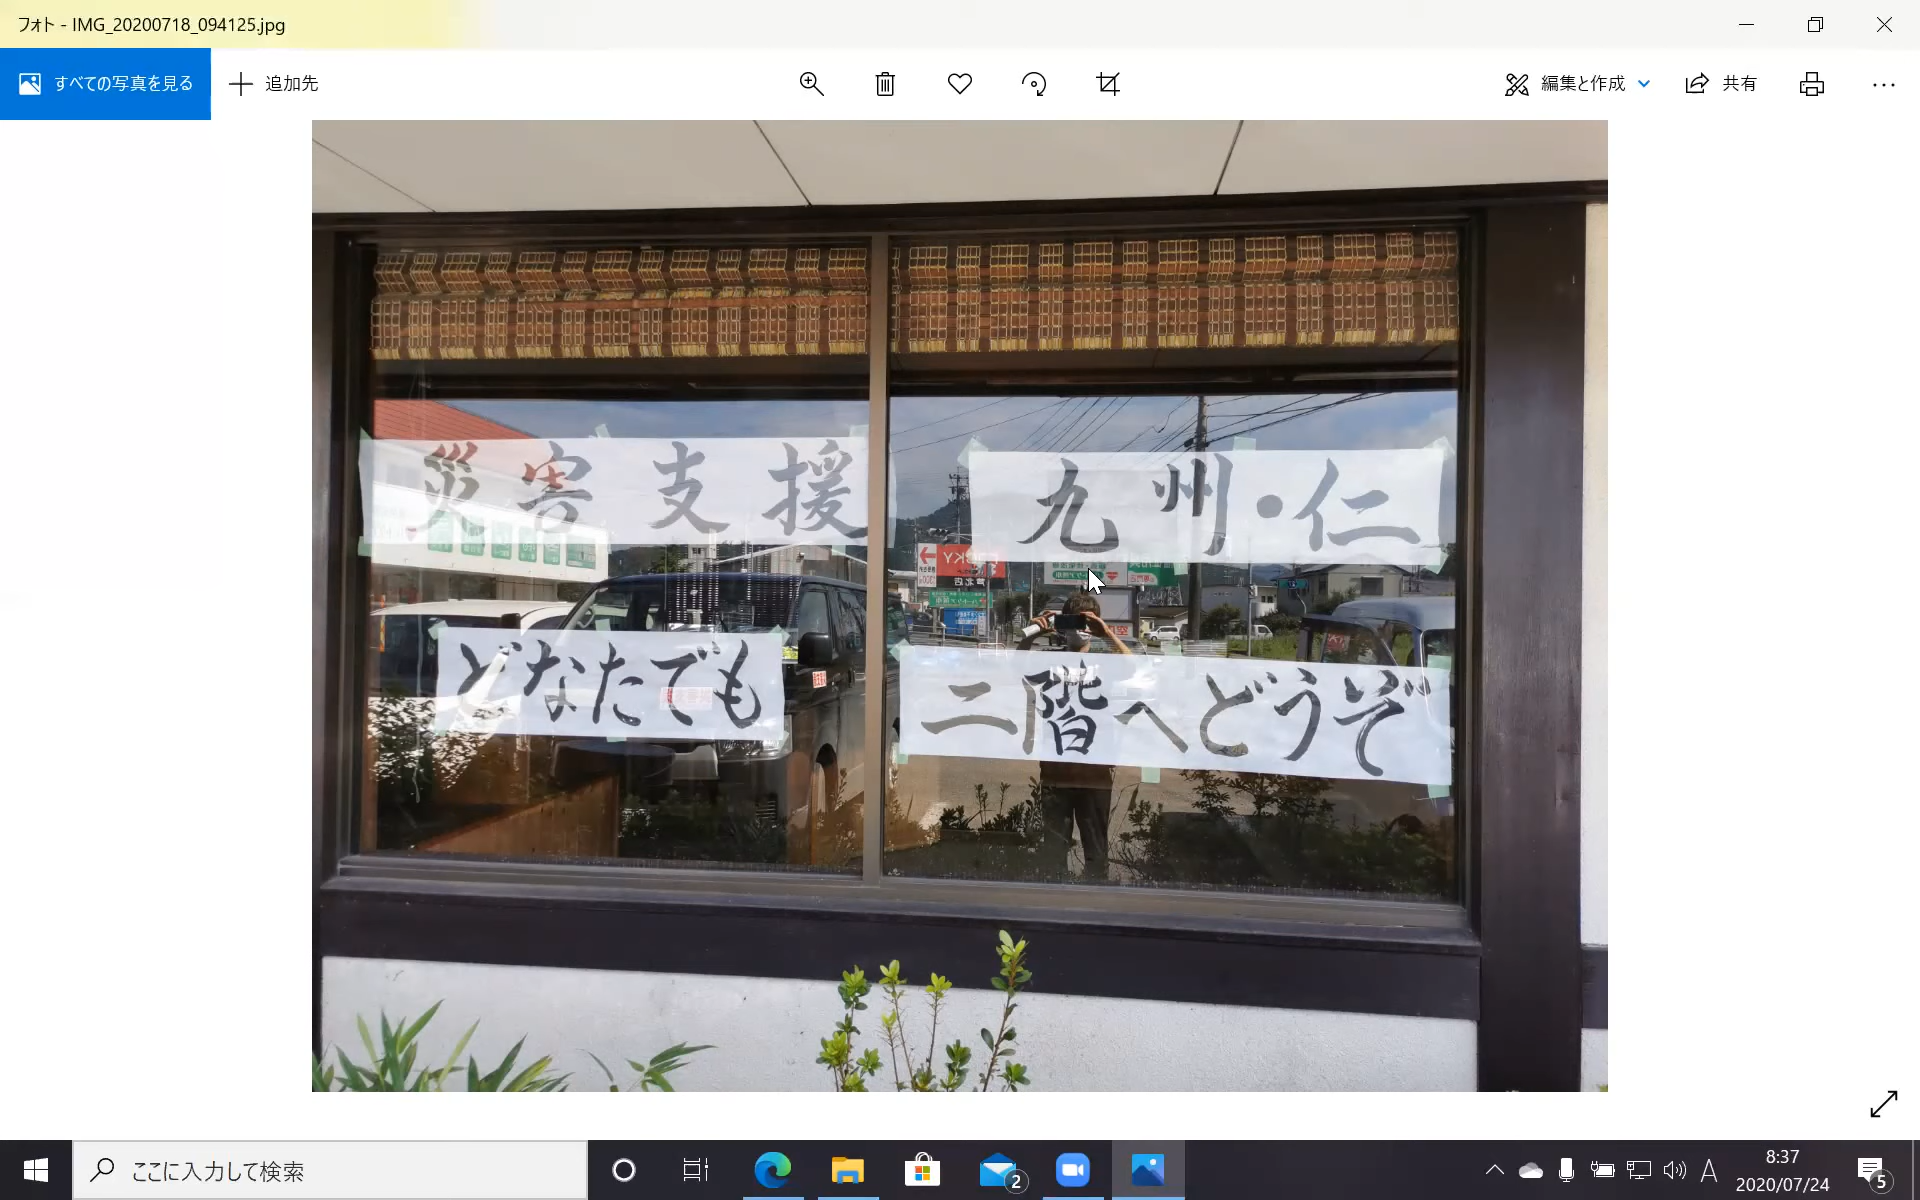 フォト - IMG_20200718_094125.jpg
すべての写真を見る
追加先
編集と作成
共有
災害支援
九州・仁
どなたでも
二階へどうぞ
ここに入力して検索
2
A
8:37
2020/07/24
5